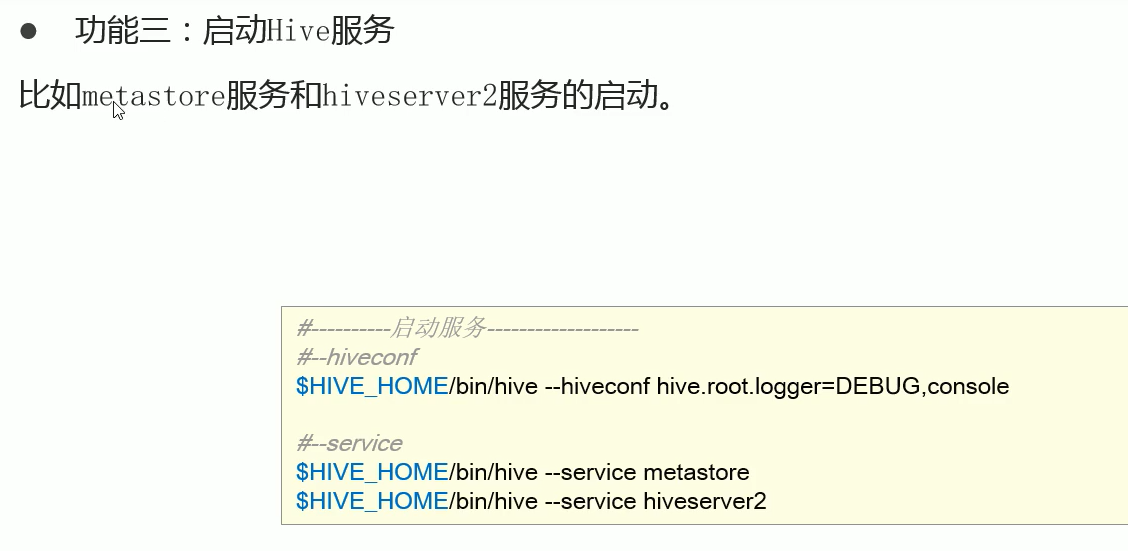 ● 功能三：启动Hive服务
比如metastore服务和hiveserver2服务的启动。
#----------启动服务-------------------
#--hiveconf
$HIVE_HOME/bin/hive --hiveconf hive.root.logger=DEBUG,console
#--service
$HIVE_HOME/bin/hive --service metastore
$HIVE_HOME/bin/hive --service hiveserver2